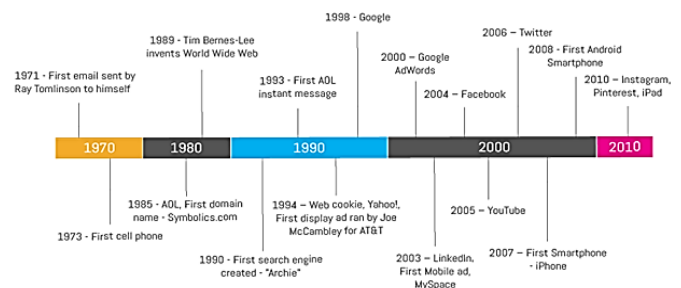 1998 - Google
1989 - Tim Bernes-Lee
invents World Wide Web
2006 – Twitter
2000 – Google
AdWords
2008 - First Android
Smartphone
1971 - First email sent by
Ray Tomlinson to himself
1993 – First AOL
instant message
2004 – Facebook
2010 – Instagram,
Pinterest, iPad
1970
1980
1990
2000
2010
1985 - AOL, First domain
name - Symbolics.com
1994 – Web cookie, Yahoo!,
First display ad ran by Joe
McCambley for AT&T
2005 – YouTube
1973 - First cell phone
1990 - First search engine
created - "Archie"
2003 – LinkedIn,
First Mobile ad,
MySpace
2007 – First Smartphone
- iPhone